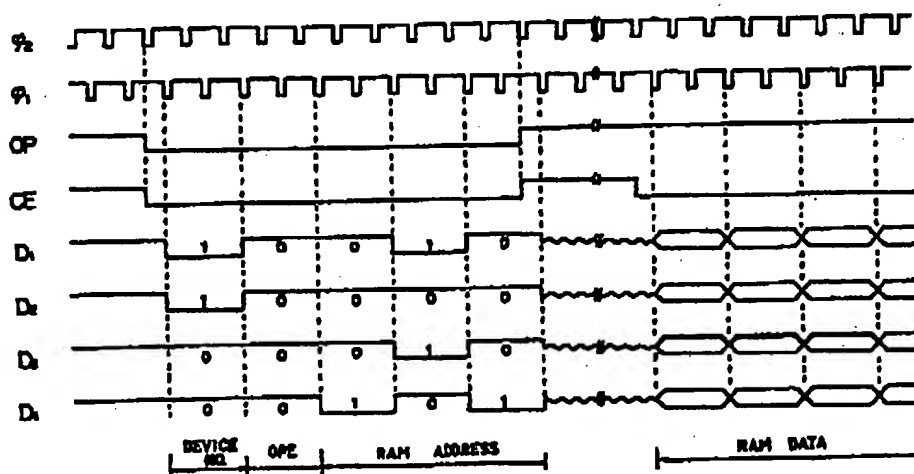 φ₂
φ₁
OP
CE
D₁ 1 0 0 1 0
D₂ 1 0 0 0 0
D₃ 0 0 0 1 0
D₄ 0 0 1 0 1
DEVICE NO. OPE RAM ADDRESS RAM DATA